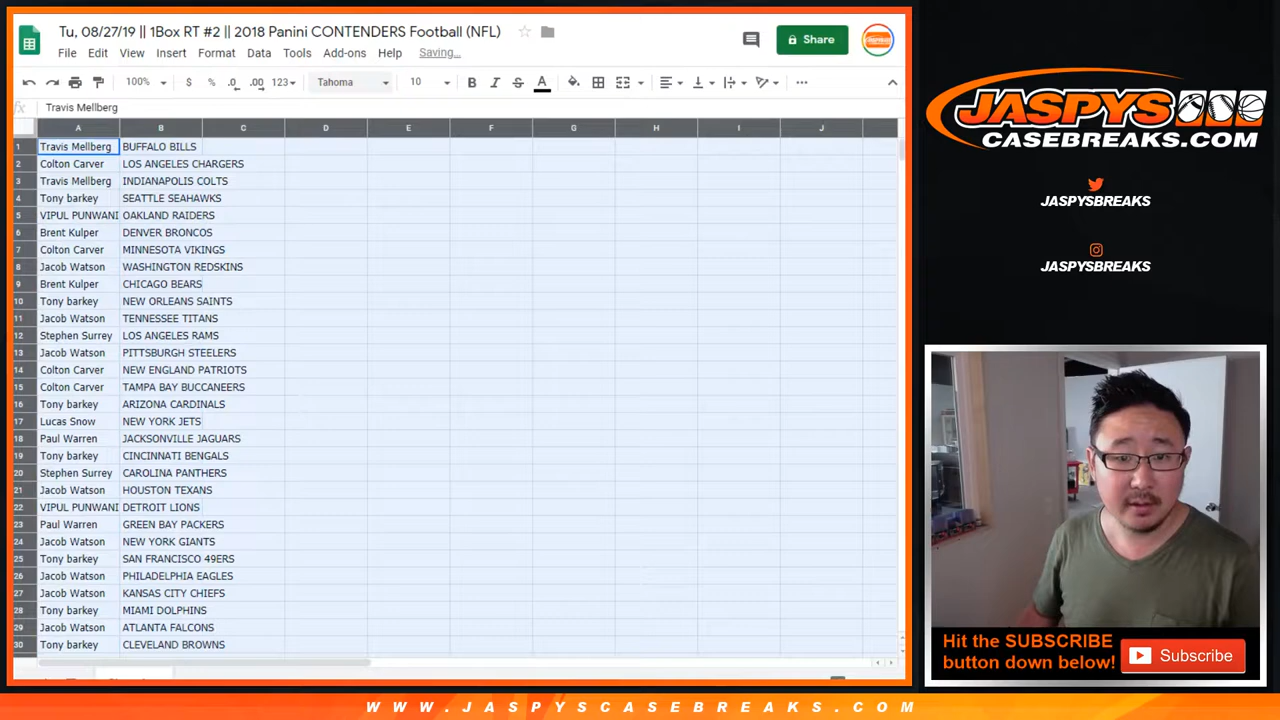 Tu, 08/27/19 || 1Box RT #2 || 2018 Panini CONTENDERS Football (NFL)
File Edit View Insert Format Data Tools Add-ons Help Saving...
Share
100% $ % .0 .00 123 Tahoma 10 B I S A
fx Travis Mellberg
A B C D E F G H I J
1 Travis Mellberg BUFFALO BILLS
2 Colton Carver LOS ANGELES CHARGERS
3 Travis Mellberg INDIANAPOLIS COLTS
4 Tony barkey SEATTLE SEAHAWKS
5 VIPUL PUNWANI OAKLAND RAIDERS
6 Brent Kulper DENVER BRONCOS
7 Colton Carver MINNESOTA VIKINGS
8 Jacob Watson WASHINGTON REDSKINS
9 Brent Kulper CHICAGO BEARS
10 Tony barkey NEW ORLEANS SAINTS
11 Jacob Watson TENNESSEE TITANS
12 Stephen Surrey LOS ANGELES RAMS
13 Jacob Watson PITTSBURGH STEELERS
14 Colton Carver NEW ENGLAND PATRIOTS
15 Colton Carver TAMPA BAY BUCCANEERS
16 Tony barkey ARIZONA CARDINALS
17 Lucas Snow NEW YORK JETS
18 Paul Warren JACKSONVILLE JAGUARS
19 Tony barkey CINCINNATI BENGALS
20 Stephen Surrey CAROLINA PANTHERS
21 Jacob Watson HOUSTON TEXANS
22 VIPUL PUNWANI DETROIT LIONS
23 Paul Warren GREEN BAY PACKERS
24 Jacob Watson NEW YORK GIANTS
25 Tony barkey SAN FRANCISCO 49ERS
26 Jacob Watson PHILADELPHIA EAGLES
27 Jacob Watson KANSAS CITY CHIEFS
28 Tony barkey MIAMI DOLPHINS
29 Jacob Watson ATLANTA FALCONS
30 Tony barkey CLEVELAND BROWNS
JASPYS
CASEBREAKS.COM
JASPYSBREAKS
JASPYSBREAKS
Hit the SUBSCRIBE
button down below!
Subscribe
WWW.JASPYSCASEBREAKS.COM